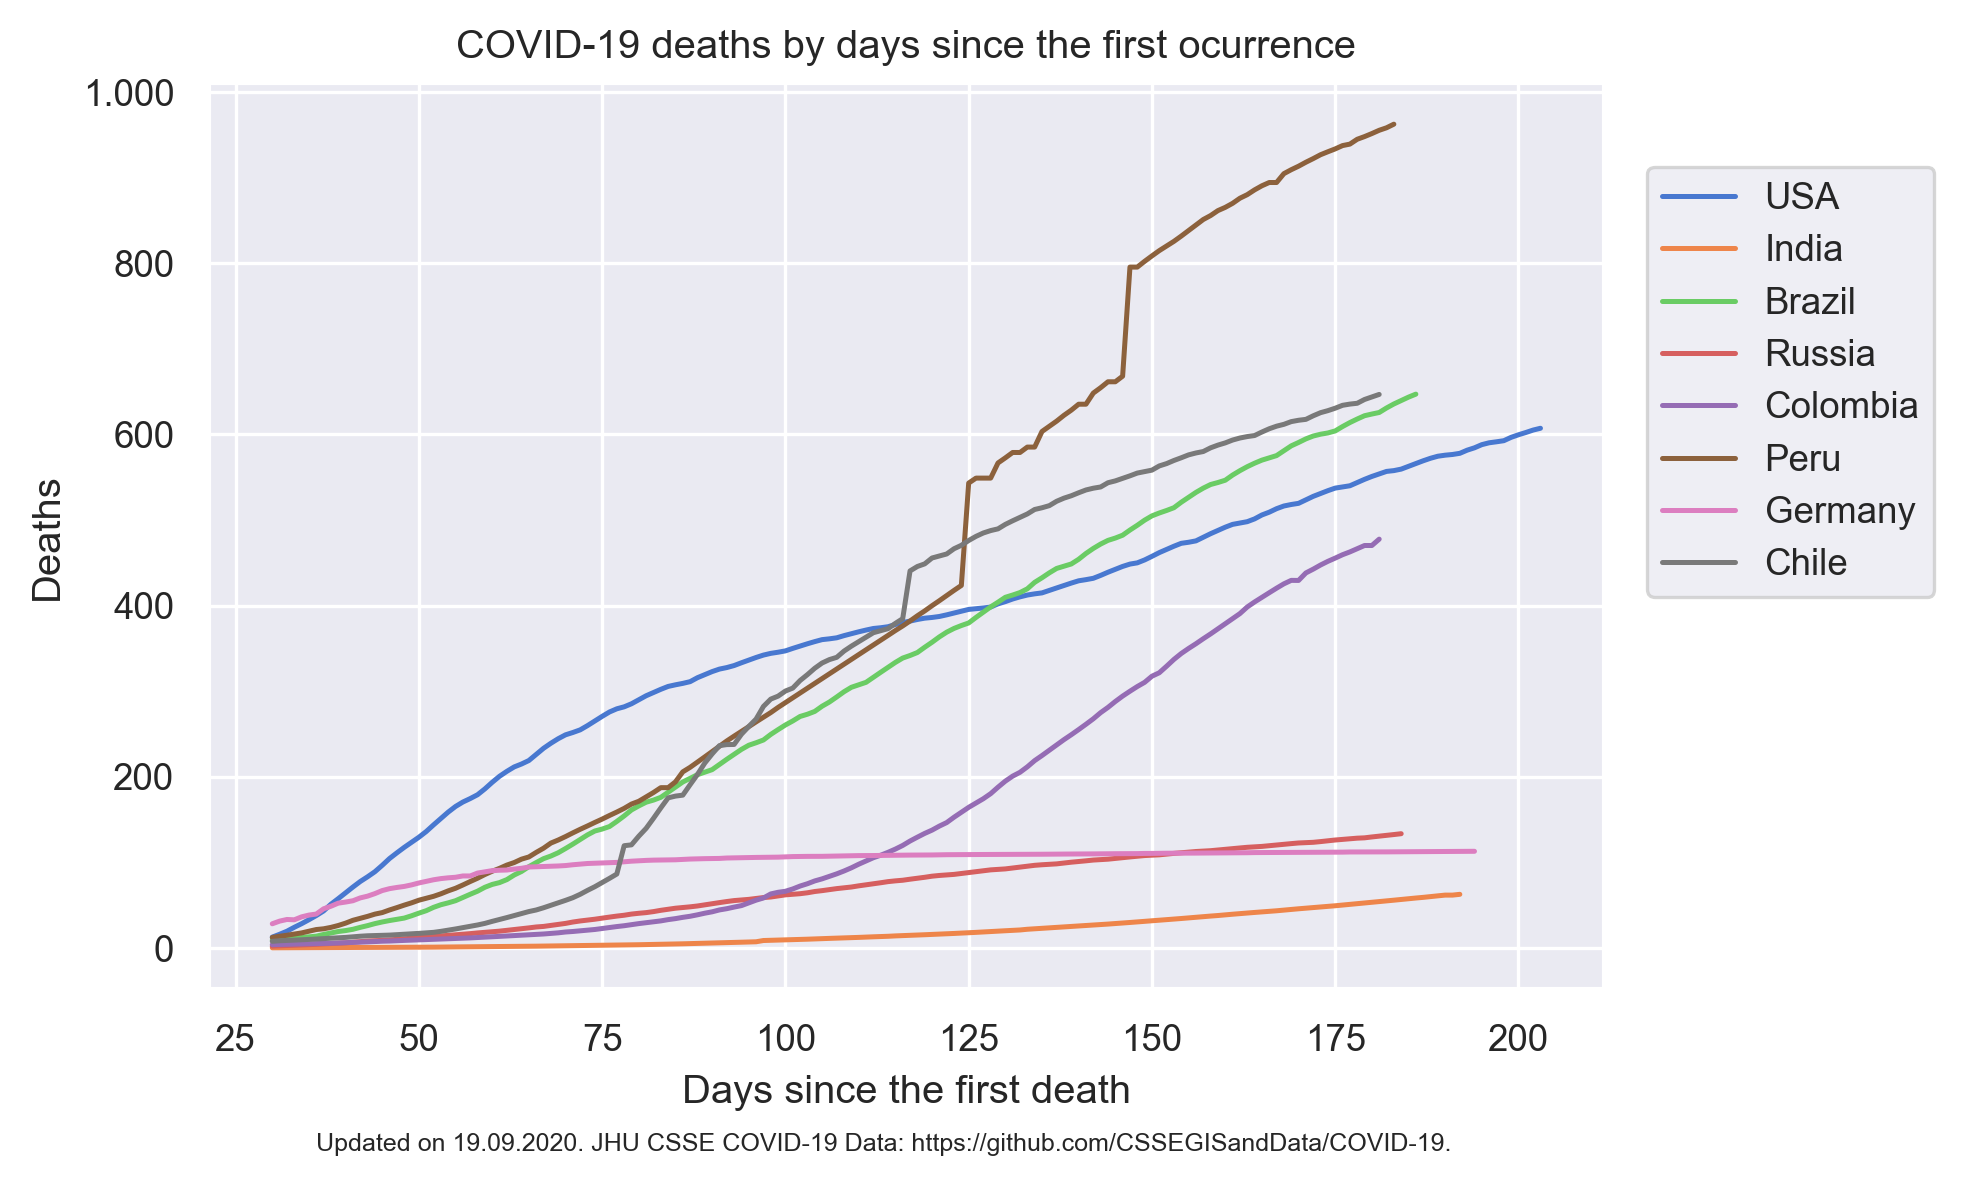 COVID-19 deaths by days since the first ocurrence
1.000
800
600
400
200
0
Deaths
25 50 75 100 125 150 175 200
Days since the first death
USA
India
Brazil
Russia
Colombia
Peru
Germany
Chile
Updated on 19.09.2020. JHU CSSE COVID-19 Data: https://github.com/CSSEGISandData/COVID-19.